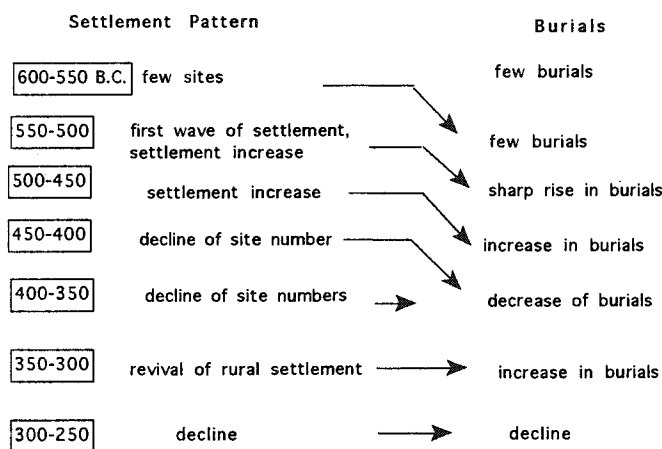 Settlement Pattern Burials
600-550 B.C. few sites few burials
550-500 first wave of settlement, few burials
settlement increase
500-450 settlement increase sharp rise in burials
450-400 decline of site number increase in burials
400-350 decline of site numbers decrease of burials
350-300 revival of rural settlement increase in burials
300-250 decline decline